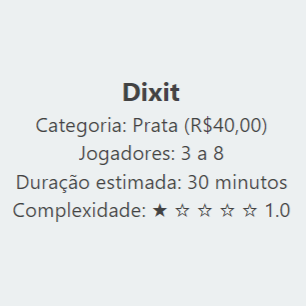 Dixit
Categoria: Prata (R$40,00)
Jogadores: 3 a 8
Duração estimada: 30 minutos
Complexidade: ★ ☆ ☆ ☆ ☆ 1.0